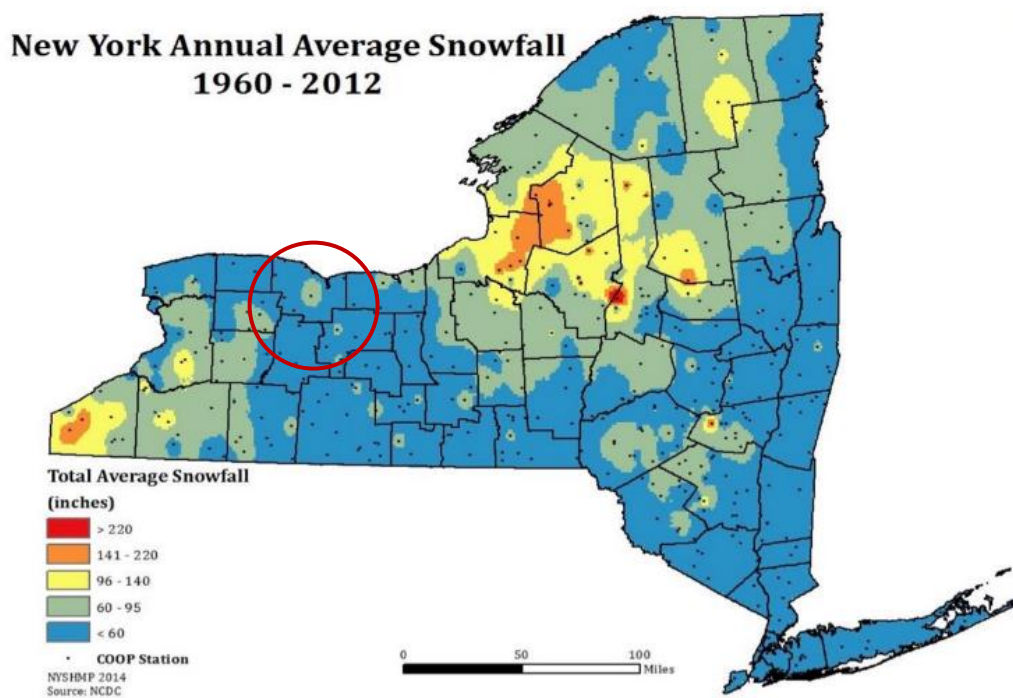 New York Annual Average Snowfall
1960 - 2012
Total Average Snowfall
(inches)
> 220
141 - 220
96 - 140
60 - 95
< 60
COOP Station
NYSHMP 2014
Source: NCDC
0 50 100
Miles